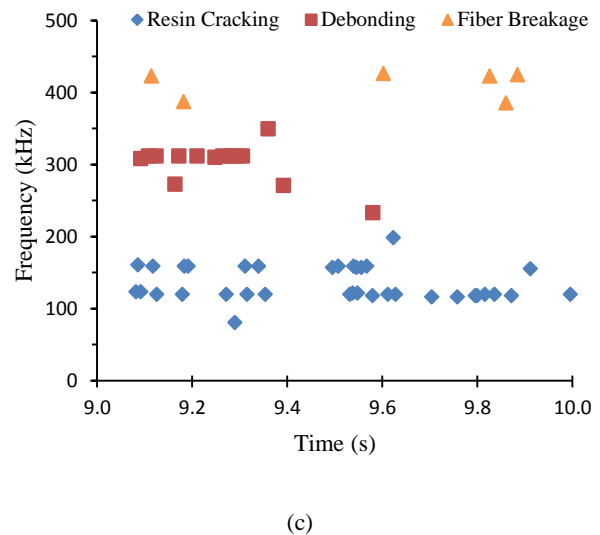 Resin Cracking Debonding Fiber Breakage
500
400
300
200
100
0
Frequency (kHz)
9.0 9.2 9.4 9.6 9.8 10.0
Time (s)
(c)